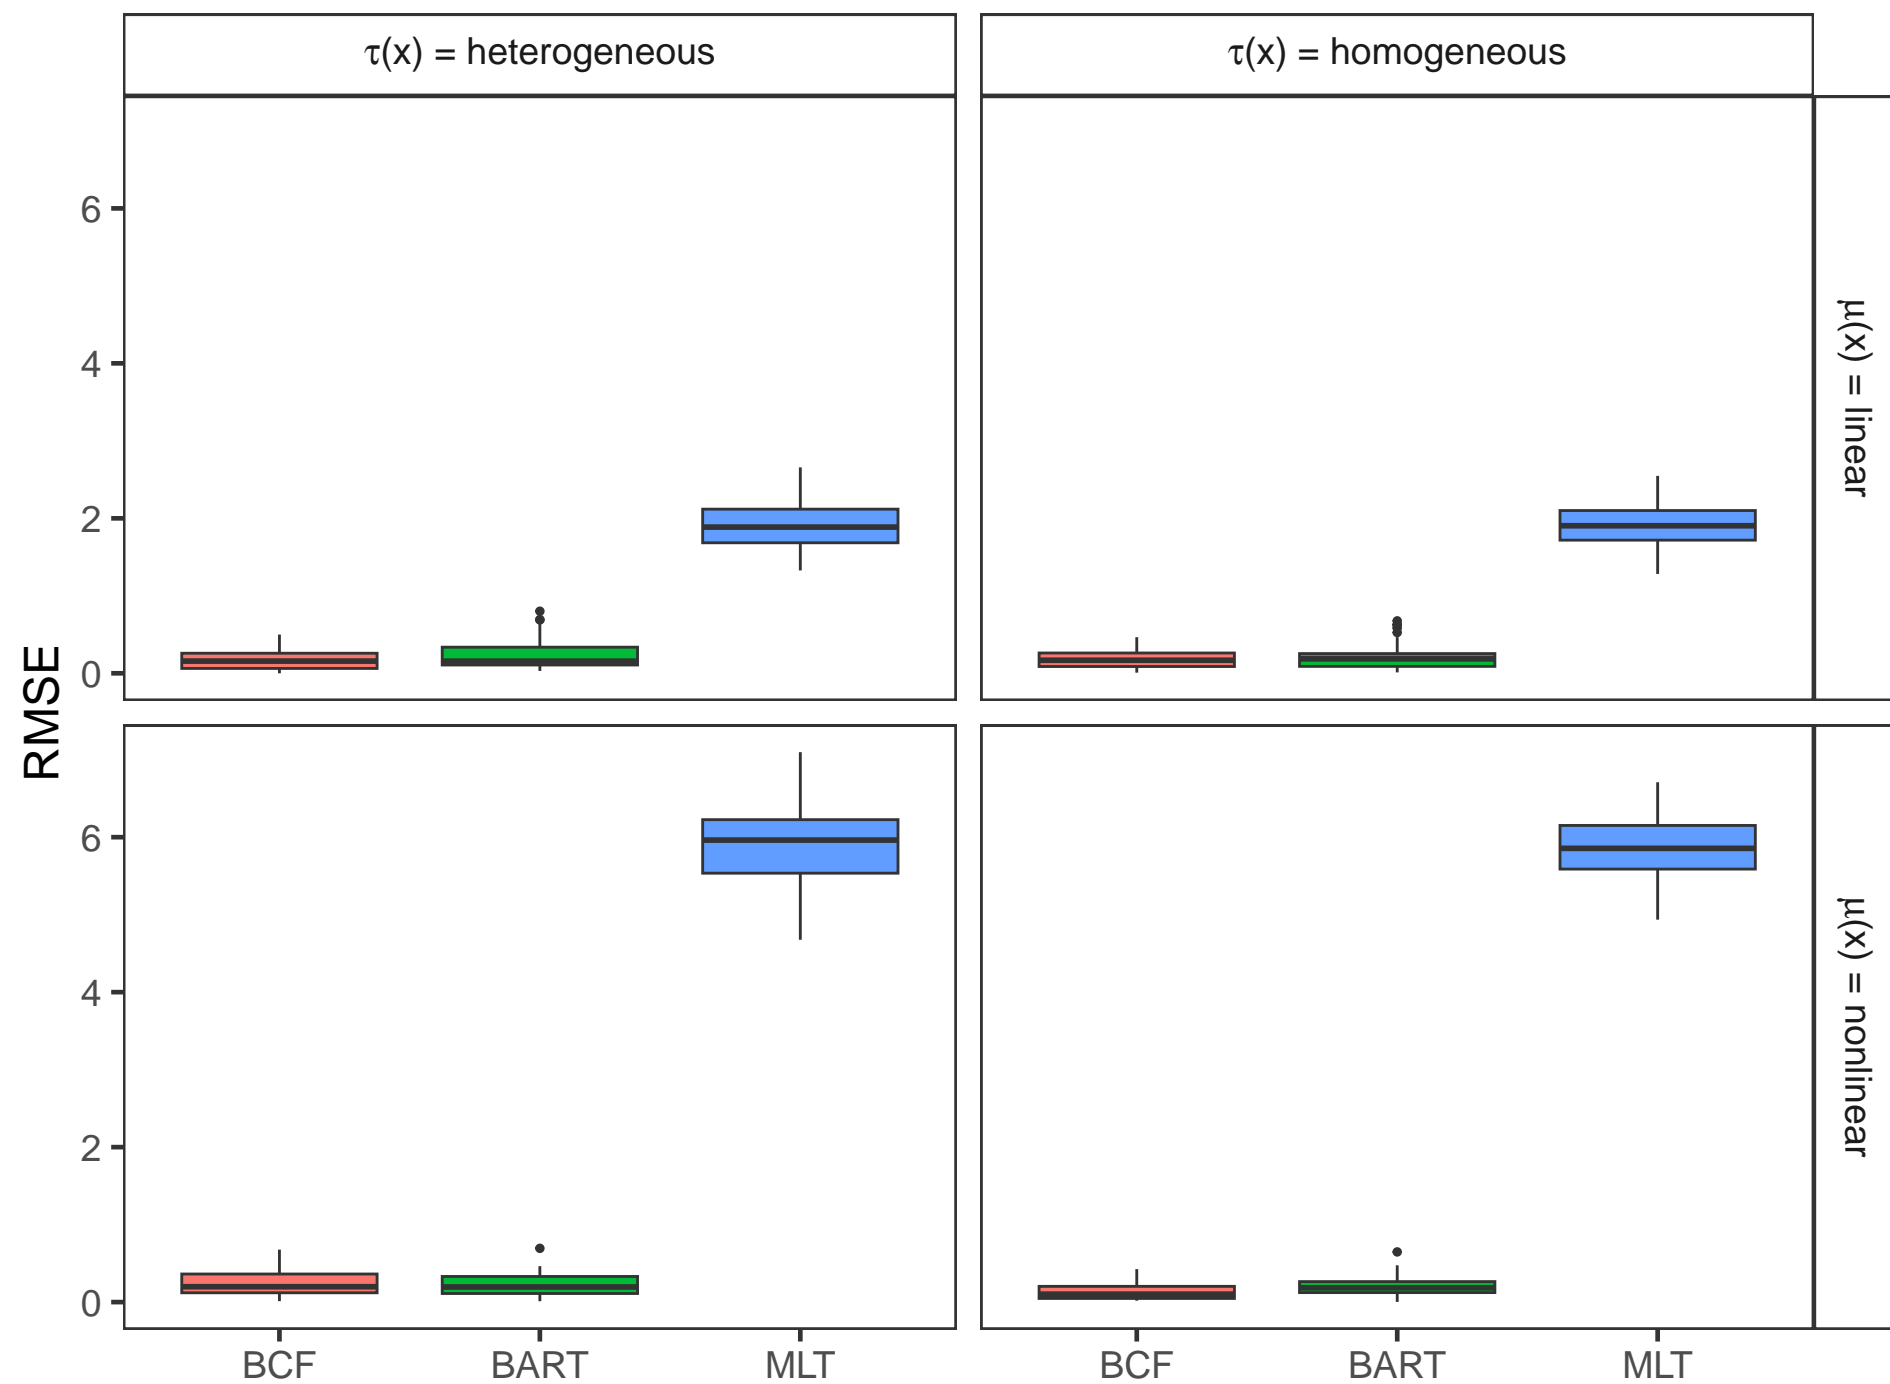 τ(x) = heterogeneous
τ(x) = homogeneous
6
4
2
0
μ(x) = linear
RMSE
6
4
2
0
μ(x) = nonlinear
BCF
BART
MLT
BCF
BART
MLT